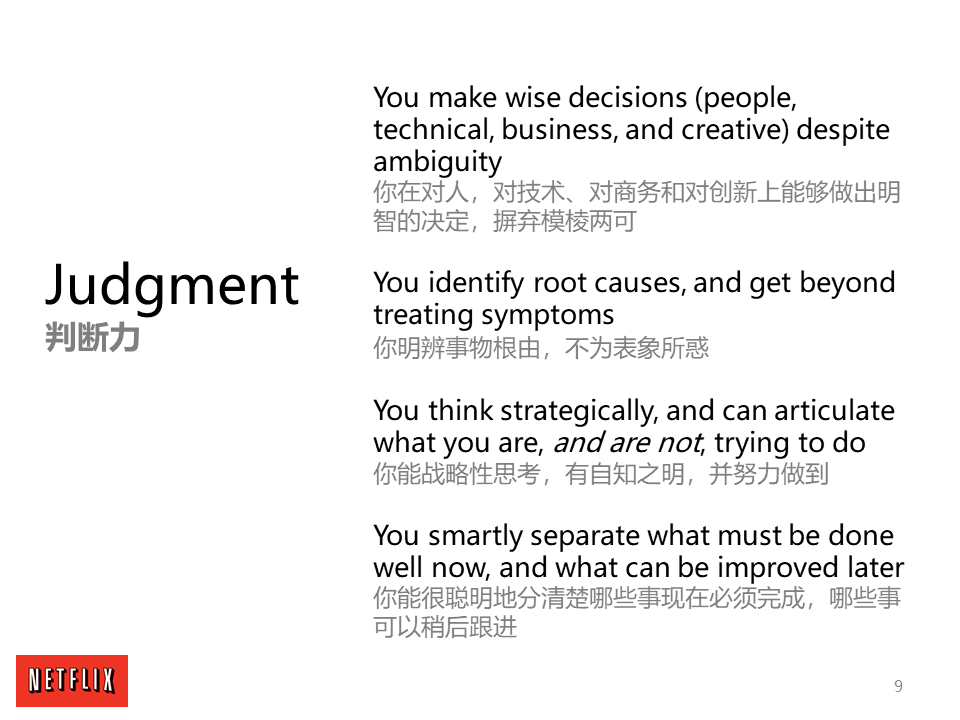 Judgment
判断力
You make wise decisions (people,
technical, business, and creative) despite
ambiguity
你在对人，对技术、对商务和对创新上能够做出明
智的决定，摒弃模棱两可
You identify root causes, and get beyond
treating symptoms
你明辨事物根由，不为表象所惑
You think strategically, and can articulate
what you are, and are not, trying to do
你能战略性思考，有自知之明，并努力做到
You smartly separate what must be done
well now, and what can be improved later
你能很聪明地分清楚哪些事现在必须完成，哪些事
可以稍后跟进
NETFLIX
9